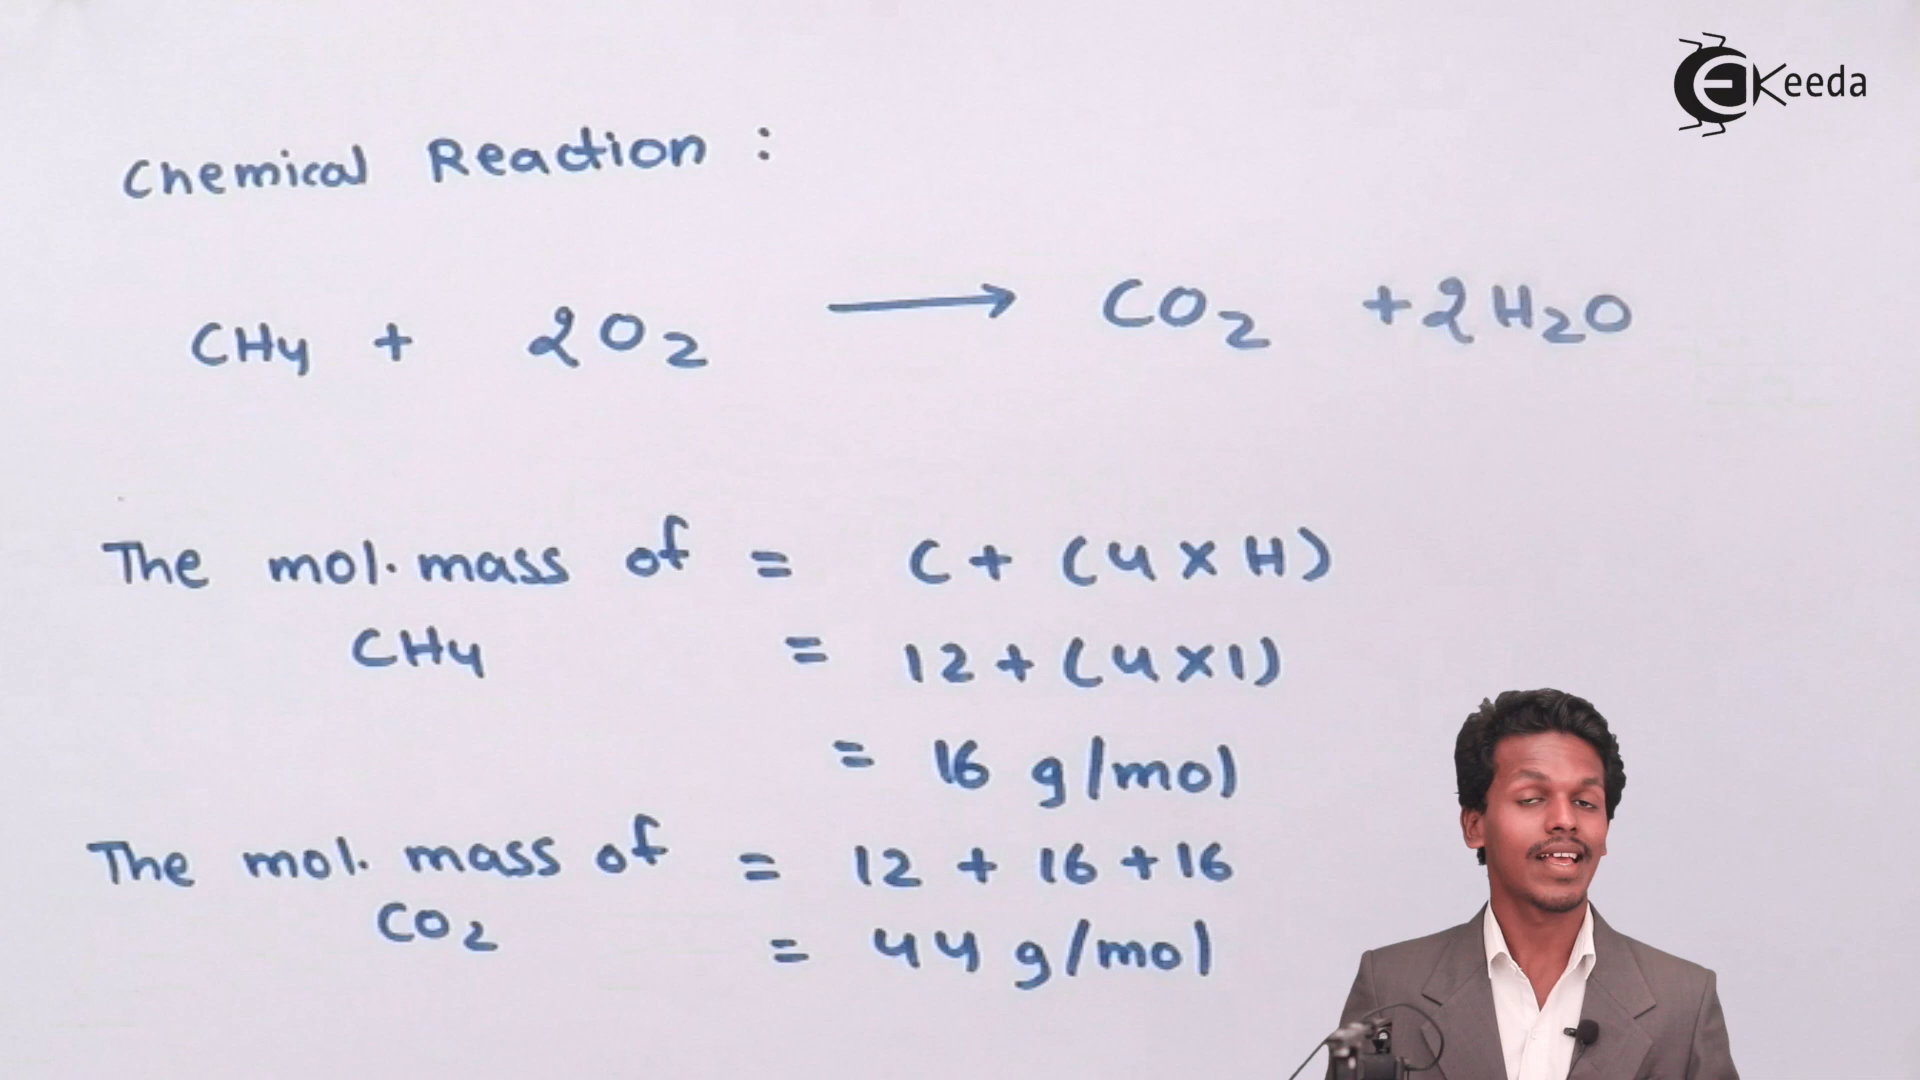 Keeda
Chemical Reaction :
CH4 + 2O2 → CO2 + 2H2O
The mol. mass of = C + (4 × H)
CH4 = 12 + (4×1)
= 16 g/mol
The mol. mass of = 12 + 16 + 16
CO2 = 44 g/mol